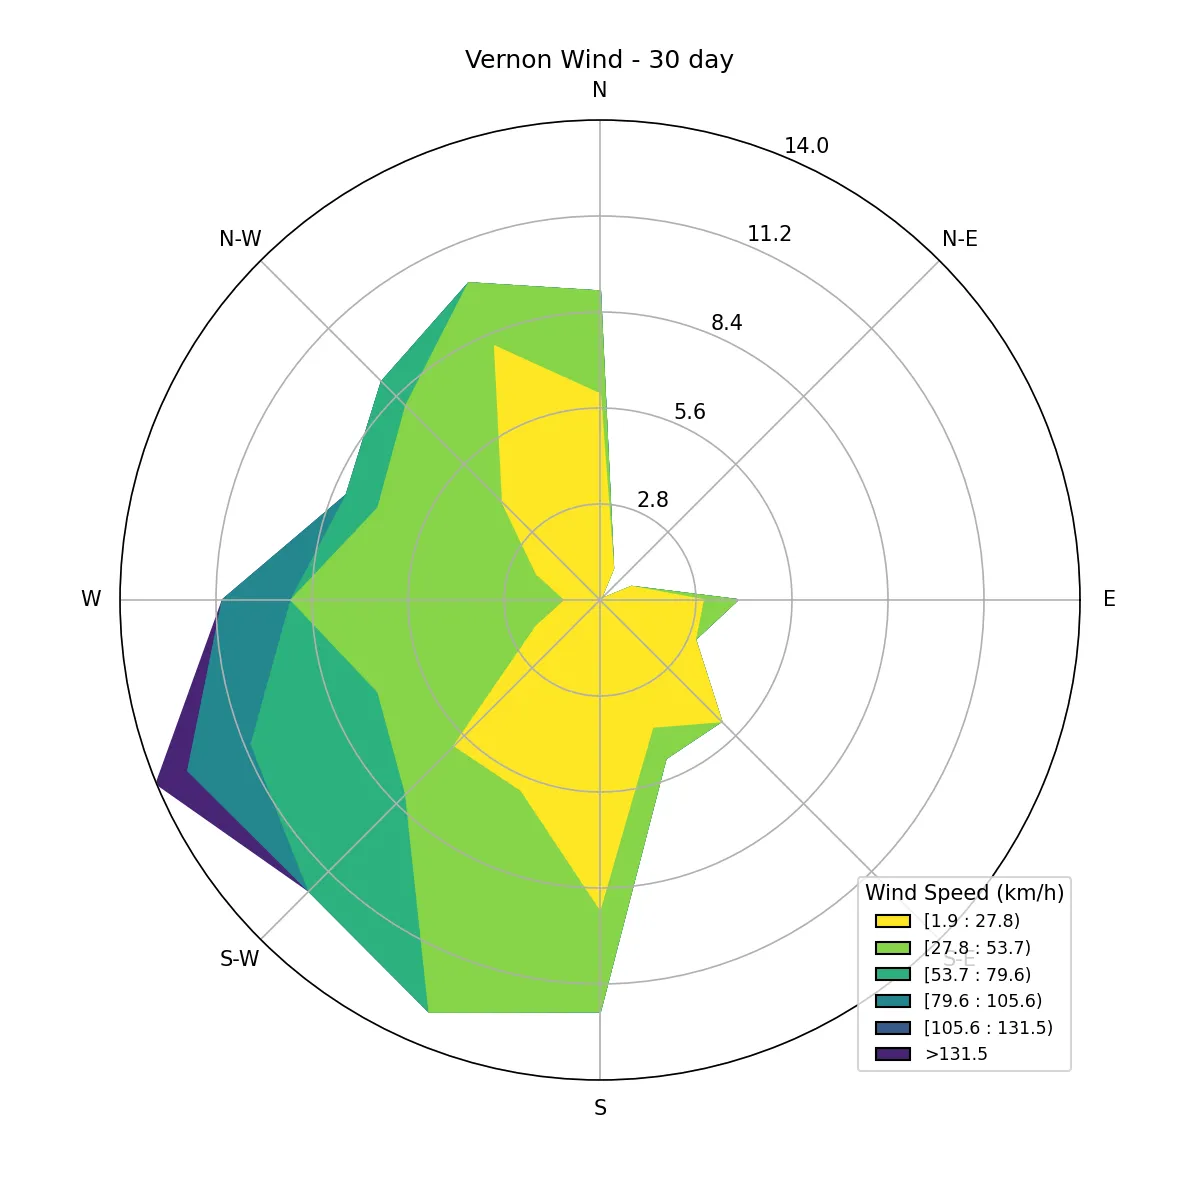 Vernon Wind - 30 day
N
14.0
N-W
N-E
11.2
8.4
5.6
2.8
W
E
Wind Speed (km/h)
[1.9 : 27.8)
[27.8 : 53.7)
S-W
S-E
[53.7 : 79.6)
[79.6 : 105.6)
[105.6 : 131.5)
>131.5
S